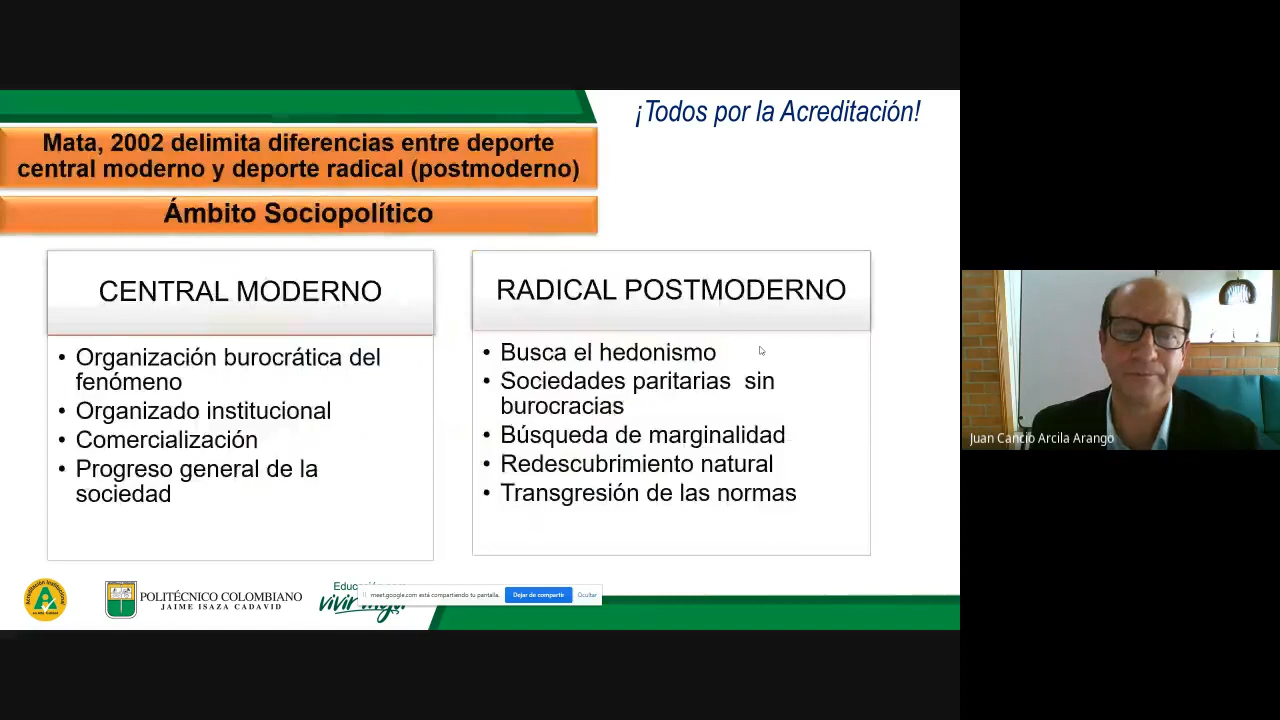 ¡Todos por la Acreditación!
Mata, 2002 delimita diferencias entre deporte
central moderno y deporte radical (postmoderno)
Ámbito Sociopolítico
CENTRAL MODERNO
• Organización burocrática del
fenómeno
• Organizado institucional
• Comercialización
• Progreso general de la
sociedad
RADICAL POSTMODERNO
• Busca el hedonismo
• Sociedades paritarias sin
burocracias
• Búsqueda de marginalidad
• Redescubrimiento natural
• Transgresión de las normas
Juan Cancio Arcila Arango
POLITÉCNICO COLOMBIANO
JAIME ISAZA CADAVID
vivir
meet.google.com está compartiendo tu pantalla.
Dejar de compartir
Ocultar